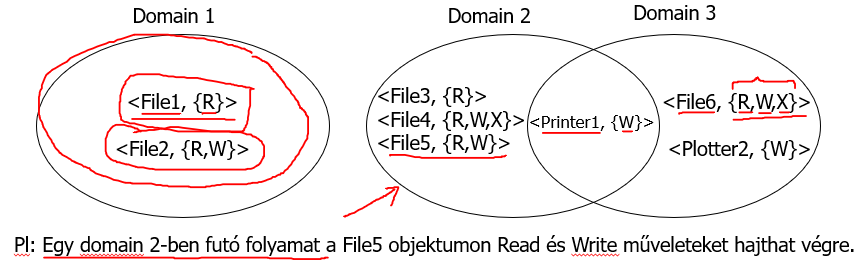 Domain 1
Domain 2
Domain 3
<File1, {R}>
<File2, {R,W}>
<File3, {R}>
<File4, {R,W,X}>
<File5, {R,W}>
<Printer1, {W}>
<File6, {R,W,X}>
<Plotter2, {W}>
Pl: Egy domain 2-ben futó folyamat a File5 objektumon Read és Write műveleteket hajthat végre.